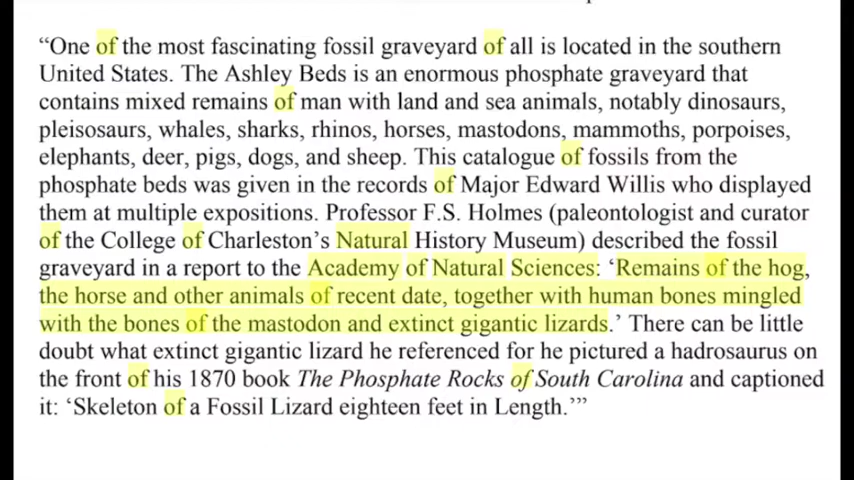 “One of the most fascinating fossil graveyard of all is located in the southern
United States. The Ashley Beds is an enormous phosphate graveyard that
contains mixed remains of man with land and sea animals, notably dinosaurs,
pleisosaurs, whales, sharks, rhinos, horses, mastodons, mammoths, porpoises,
elephants, deer, pigs, dogs, and sheep. This catalogue of fossils from the
phosphate beds was given in the records of Major Edward Willis who displayed
them at multiple expositions. Professor F.S. Holmes (paleontologist and curator
of the College of Charleston’s Natural History Museum) described the fossil
graveyard in a report to the Academy of Natural Sciences: ‘Remains of the hog,
the horse and other animals of recent date, together with human bones mingled
with the bones of the mastodon and extinct gigantic lizards.’ There can be little
doubt what extinct gigantic lizard he referenced for he pictured a hadrosaurus on
the front of his 1870 book The Phosphate Rocks of South Carolina and captioned
it: ‘Skeleton of a Fossil Lizard eighteen feet in Length.’”